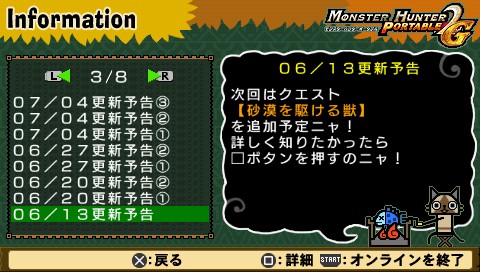 Information
MONSTER HUNTER
PORTABLE 2nd G
L 3/8 R
07/04更新予告③
07/04更新予告②
07/04更新予告①
06/27更新予告②
06/27更新予告①
06/20更新予告②
06/20更新予告①
06/13更新予告
06/13更新予告
次回はクエスト
【砂漠を駆ける獣】
を追加予定ニャ！
詳しく知りたかったら
□ボタンを押すのニャ！
×:戻る
□:詳細 START:オンラインを終了